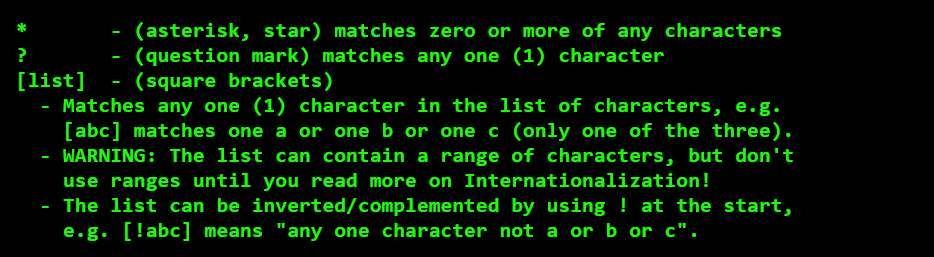 *       - (asterisk, star) matches zero or more of any characters
?       - (question mark) matches any one (1) character
[list]  - (square brackets)
  - Matches any one (1) character in the list of characters, e.g.
    [abc] matches one a or one b or one c (only one of the three).
  - WARNING: The list can contain a range of characters, but don't
    use ranges until you read more on Internationalization!
  - The list can be inverted/complemented by using ! at the start,
    e.g. [!abc] means "any one character not a or b or c".